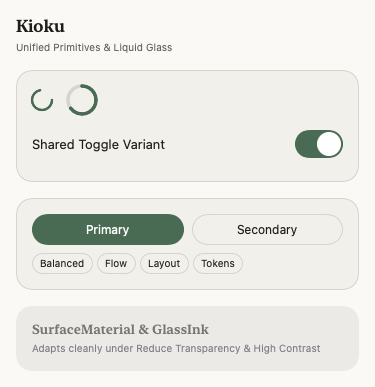 Kioku
Unified Primitives & Liquid Glass
Shared Toggle Variant
Primary Secondary
Balanced Flow Layout Tokens
SurfaceMaterial & GlassInk
Adapts cleanly under Reduce Transparency & High Contrast